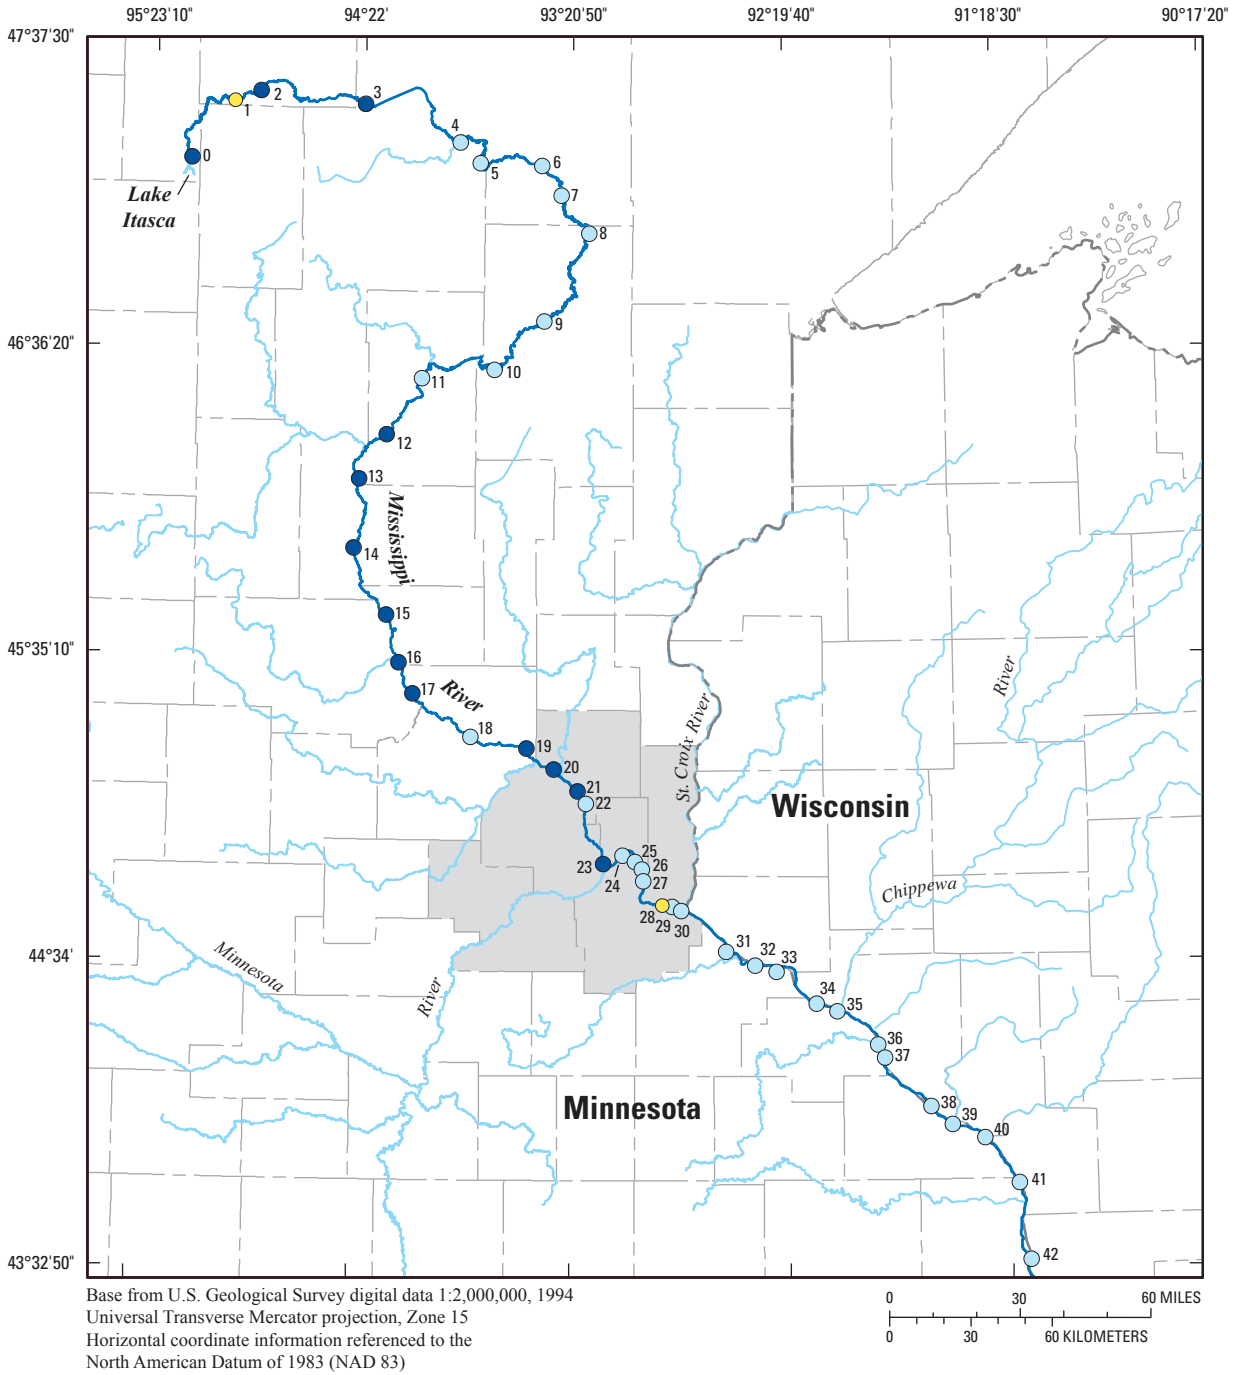 95°23'10" 94°22' 93°20'50" 92°19'40" 91°18'30" 90°17'20"
47°37'30"
2
3
1
4
0
5
6
Lake
Itasca
7
8
9
46°36'20"
10
11
12
13
Mississippi
14
15
45°35'10"
16
17
River
River
18
St. Croix River
19
20
21
22
Wisconsin
23
24
25
26
27
Chippewa
28
29
30
31
32
33
44°34'
Minnesota
River
34
35
36
37
Minnesota
38
39
40
41
42
43°32'50"
Base from U.S. Geological Survey digital data 1:2,000,000, 1994
Universal Transverse Mercator projection, Zone 15
Horizontal coordinate information referenced to the
North American Datum of 1983 (NAD 83)
0 30 60 MILES
0 30 60 KILOMETERS